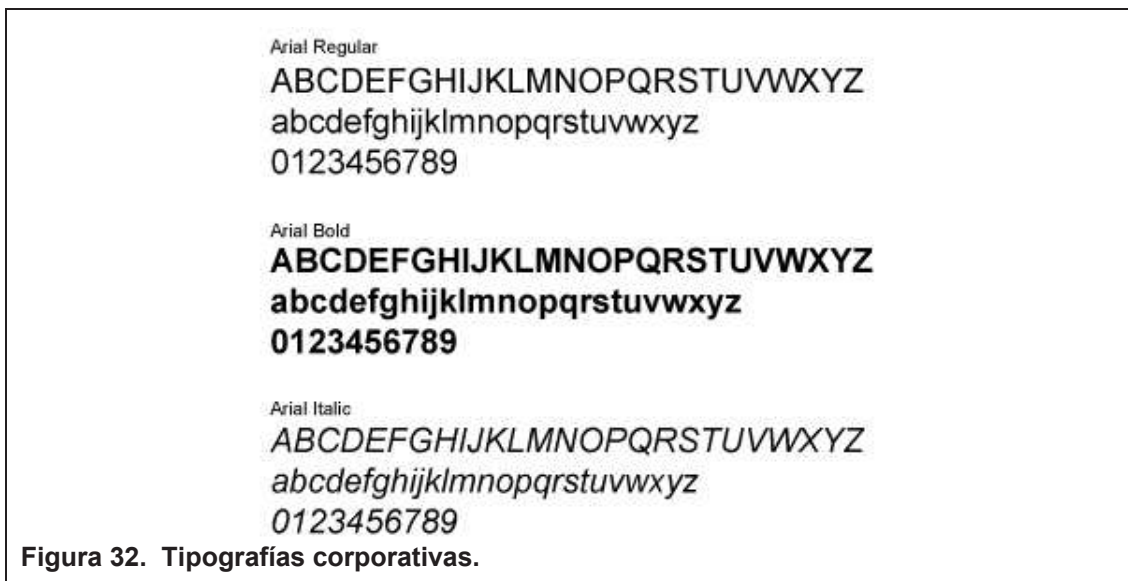 Arial Regular
ABCDEFGHIJKLMNOPQRSTUVWXYZ
abcdefghijklmnopqrstuvwxyz
0123456789
Arial Bold
ABCDEFGHIJKLMNOPQRSTUVWXYZ
abcdefghijklmnopqrstuvwxyz
0123456789
Arial Italic
ABCDEFGHIJKLMNOPQRSTUVWXYZ
abcdefghijklmnopqrstuvwxyz
0123456789
Figura 32. Tipografías corporativas.